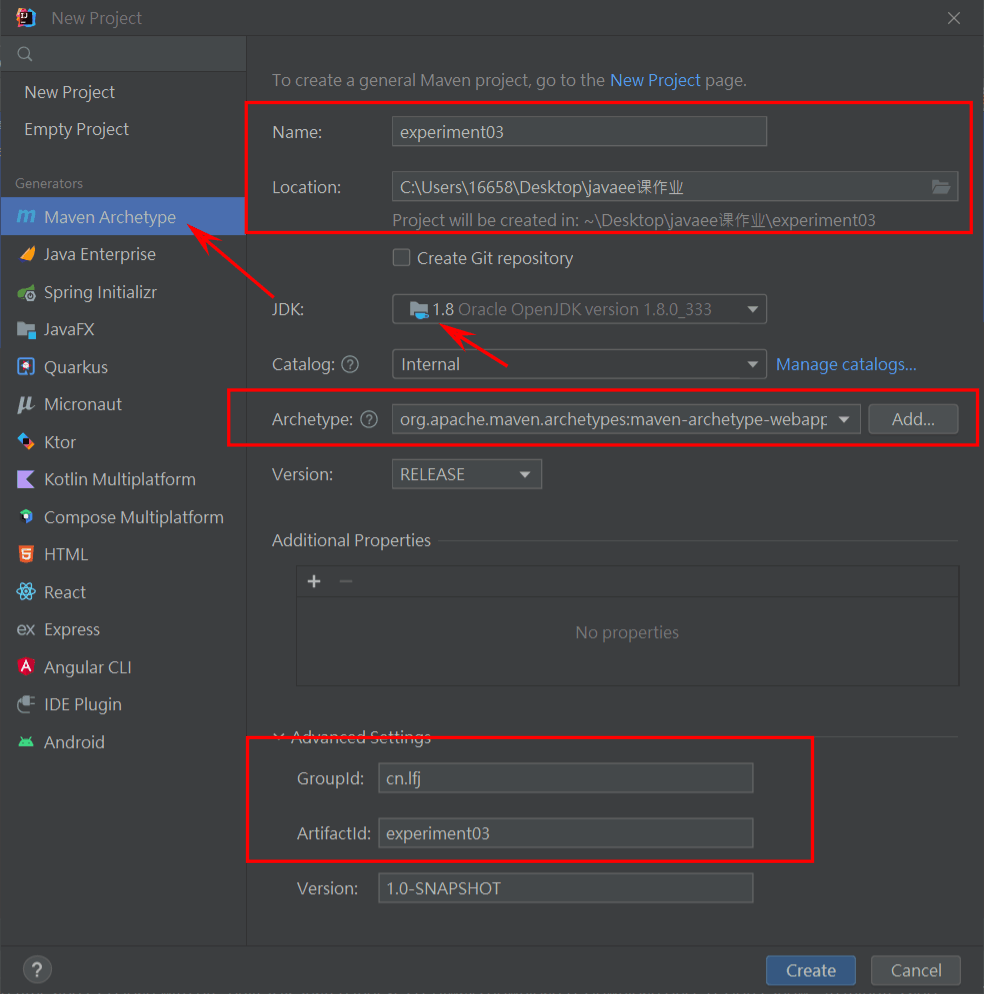 New Project
New Project
Empty Project
Generators
Maven Archetype
Java Enterprise
Spring Initializr
JavaFX
Quarkus
Micronaut
Ktor
Kotlin Multiplatform
Compose Multiplatform
HTML
React
Express
Angular CLI
IDE Plugin
Android
To create a general Maven project, go to the New Project page.
Name: experiment03
Location: C:\Users\16658\Desktop\javaee课作业
Project will be created in: ~\Desktop\javaee课作业\experiment03
Create Git repository
JDK: 1.8 Oracle OpenJDK version 1.8.0_333
Catalog: ? Internal Manage catalogs...
Archetype: ? org.apache.maven.archetypes:maven-archetype-webapp Add...
Version: RELEASE
Additional Properties
No properties
Advanced Settings
GroupId: cn.lfj
ArtifactId: experiment03
Version: 1.0-SNAPSHOT
? Create Cancel